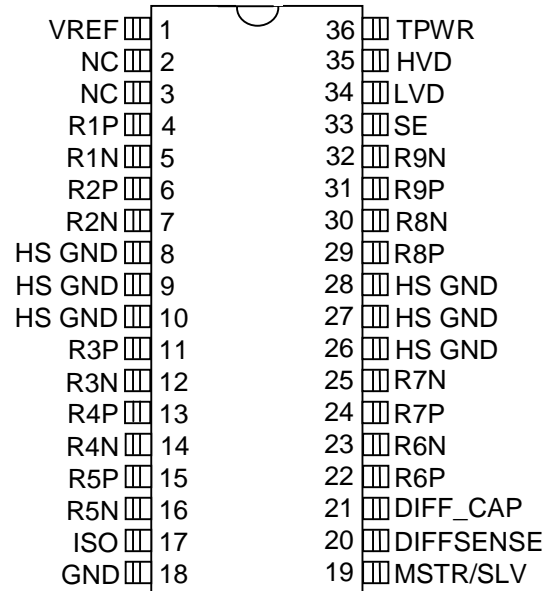 VREF 1 36 TPWR
NC 2 35 HVD
NC 3 34 LVD
R1P 4 33 SE
R1N 5 32 R9N
R2P 6 31 R9P
R2N 7 30 R8N
HS GND 8 29 R8P
HS GND 9 28 HS GND
HS GND 10 27 HS GND
R3P 11 26 HS GND
R3N 12 25 R7N
R4P 13 24 R7P
R4N 14 23 R6N
R5P 15 22 R6P
R5N 16 21 DIFF_CAP
ISO 17 20 DIFFSENSE
GND 18 19 MSTR/SLV